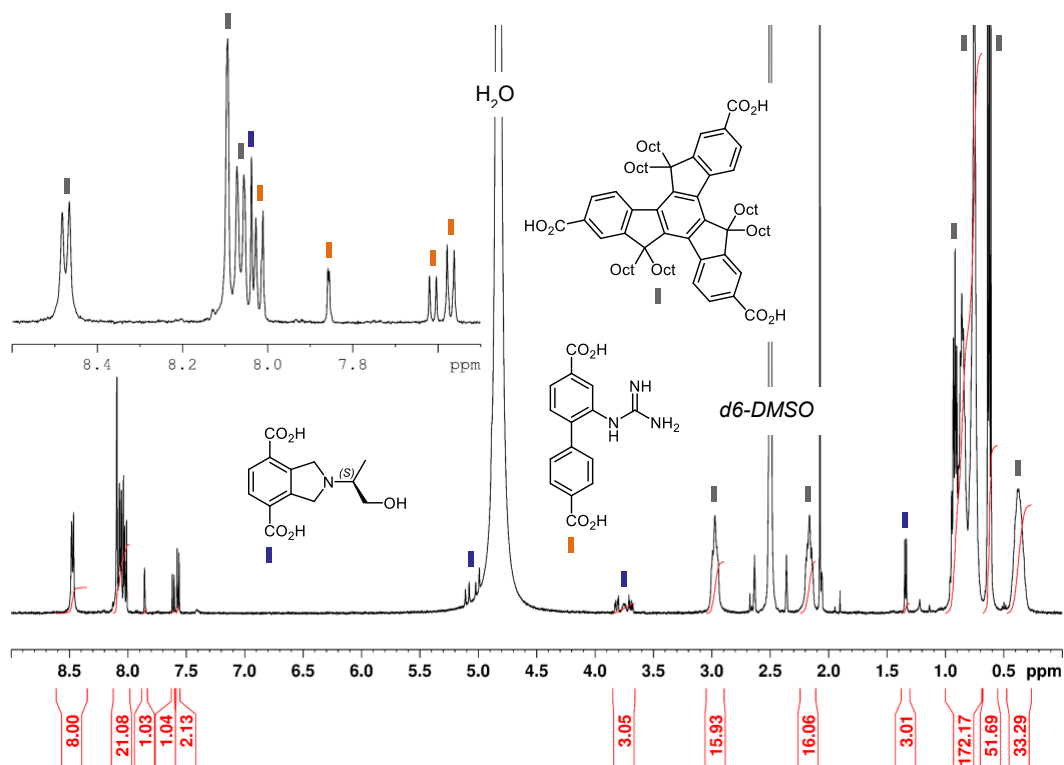 H2O
CO2H
Oct
Oct
HO2C
Oct
Oct
Oct Oct
CO2H
8.4 8.2 8.0 7.8 ppm
CO2H
NH
N
H
NH2
CO2H
d6-DMSO
CO2H
(S)
N
OH
CO2H
8.5 8.0 7.5 7.0 6.5 6.0 5.5 5.0 4.5 4.0 3.5 3.0 2.5 2.0 1.5 1.0 0.5 ppm
8.00
21.08
1.03
1.04
2.13
3.05
15.93
16.06
3.01
172.17
51.69
33.29